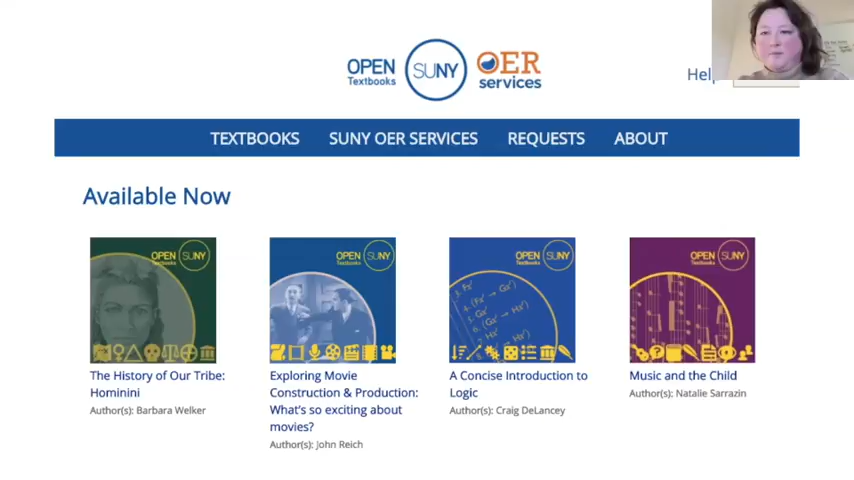 OPEN
Textbooks
SUNY
OER
services
Help
TEXTBOOKS SUNY OER SERVICES REQUESTS ABOUT
Available Now
OPEN SUNY
Textbooks
OPEN SUNY
Textbooks
OPEN SUNY
Textbooks
OPEN SUNY
Textbooks
The History of Our Tribe:
Hominini
Author(s): Barbara Welker
Exploring Movie
Construction & Production:
What's so exciting about
movies?
Author(s): John Reich
A Concise Introduction to
Logic
Author(s): Craig DeLancey
Music and the Child
Author(s): Natalie Sarrazin